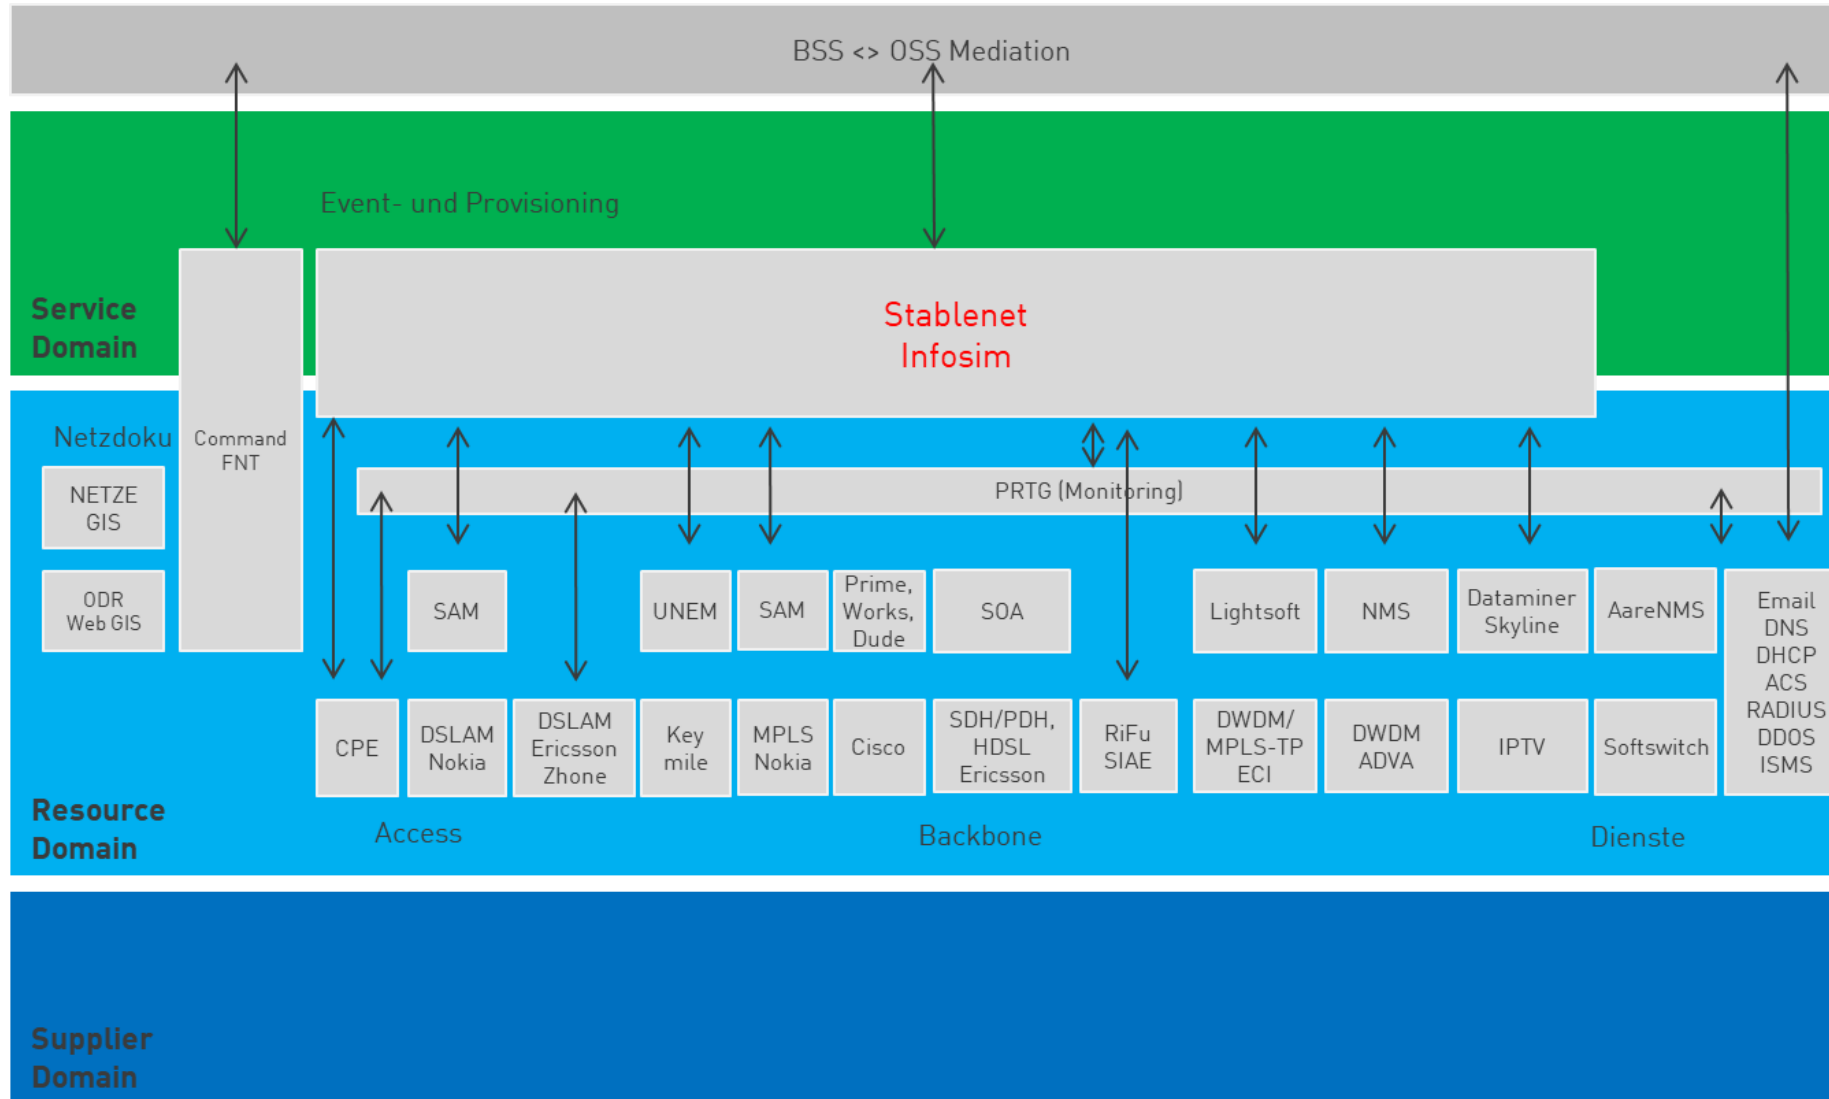 BSS <> OSS Mediation
Event- und Provisioning
Service
Domain
Stablenet
Infosim
Netzdoku
Command
FNT
NETZE
GIS
ODR
Web GIS
PRTG (Monitoring)
SAM
UNEM
SAM
Prime,
Works,
Dude
SOA
Lightsoft
NMS
Dataminer
Skyline
AareNMS
Email
DNS
DHCP
ACS
RADIUS
DDOS
ISMS
CPE
DSLAM
Nokia
DSLAM
Ericsson
Zhone
Key
mile
MPLS
Nokia
Cisco
SDH/PDH,
HDSL
Ericsson
RiFu
SIAE
DWDM/
MPLS-TP
ECI
DWDM
ADVA
IPTV
Softswitch
Resource
Domain
Access
Backbone
Dienste
Supplier
Domain